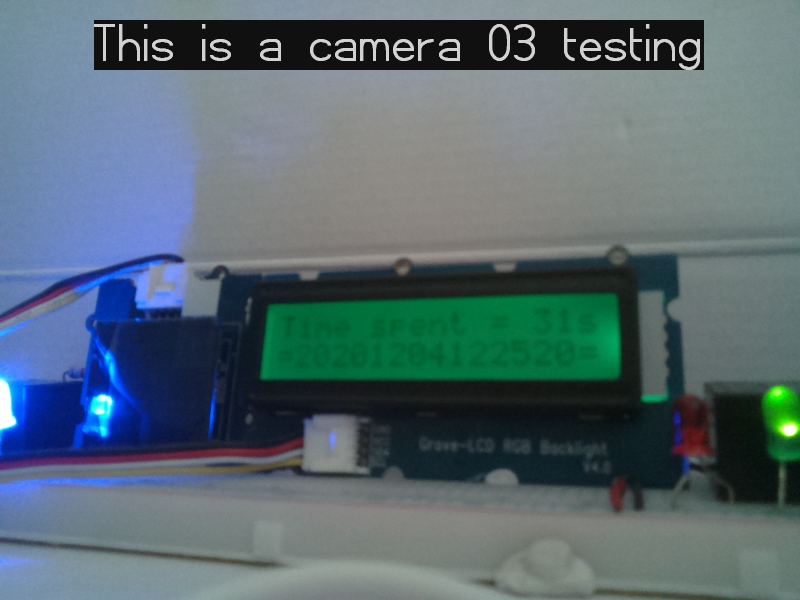 This is a camera 03 testing
Time spent = 31s
=20201204122520=
Grove-LCD RGB Backlight
V4.0